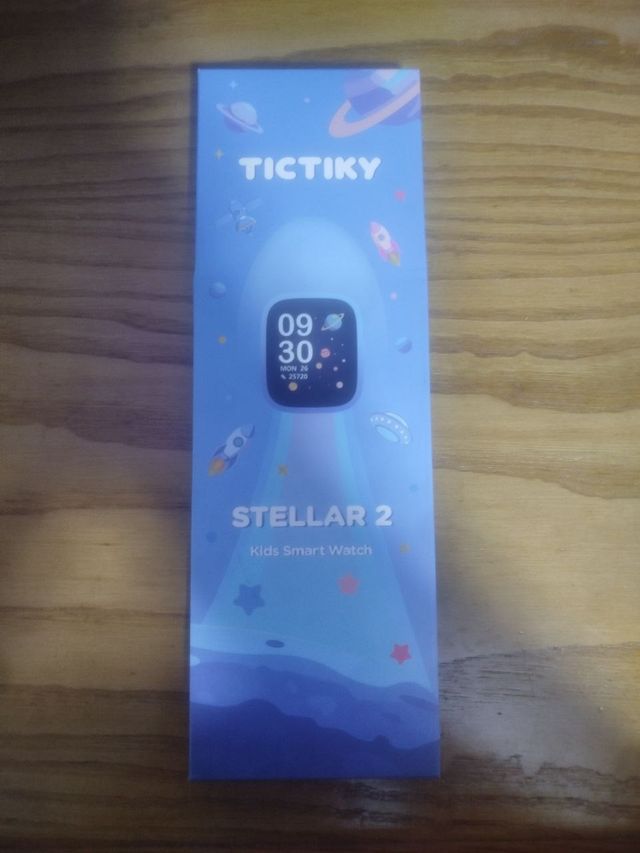 TICTIKY
09
30
MON 26
25720
STELLAR 2
Kids Smart Watch